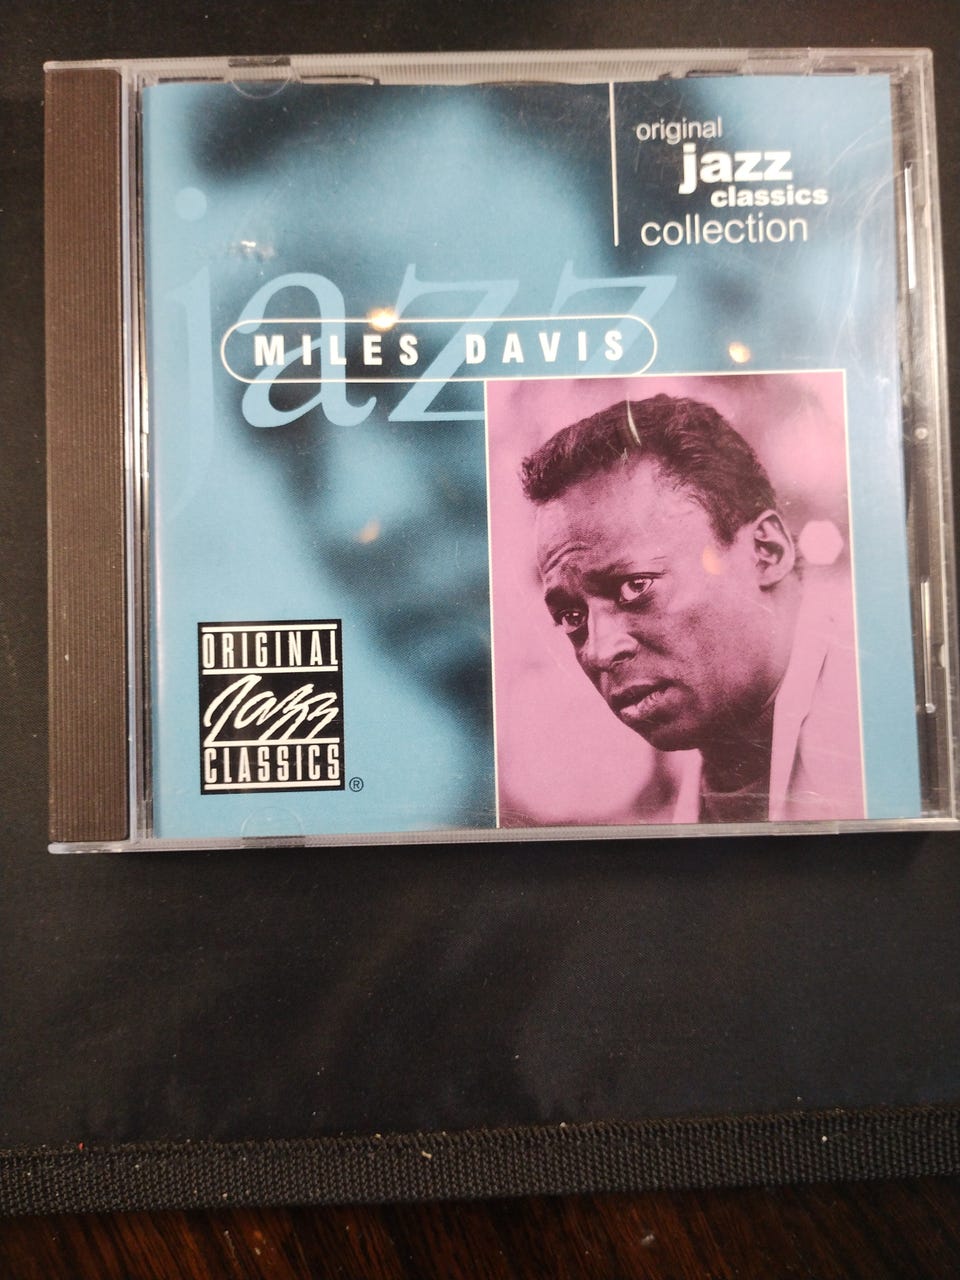 original
jazz
classics
collection
jazz
MILES DAVIS
ORIGINAL
Jazz
CLASSICS
®